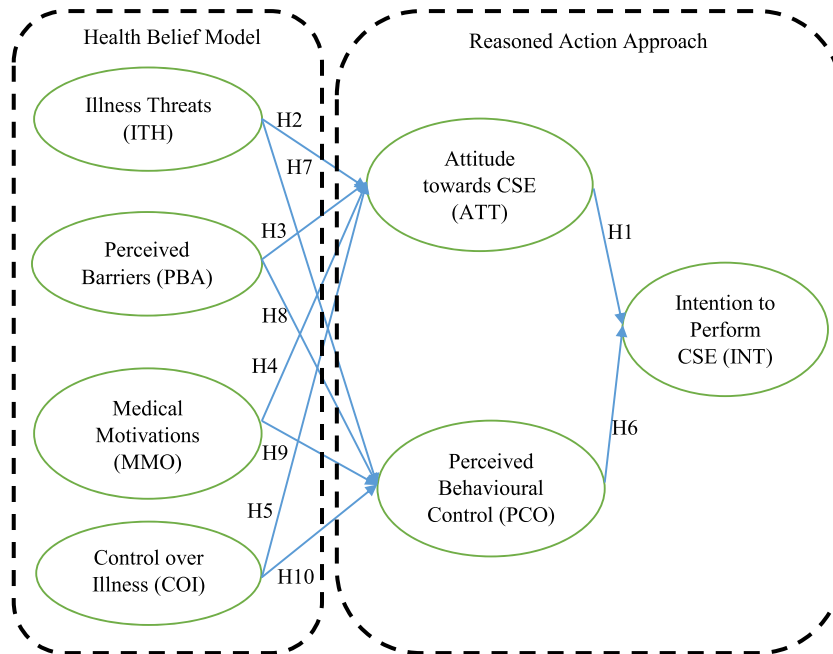 Health Belief Model
Reasoned Action Approach
Illness Threats
(ITH)
H2
H7
Attitude
towards CSE
(ATT)
Perceived
Barriers (PBA)
H3
H1
H8
Intention to
Perform
CSE (INT)
H4
Medical
Motivations
(MMO)
H9
H6
Perceived
Behavioural
Control (PCO)
H5
Control over
Illness (COI)
H10